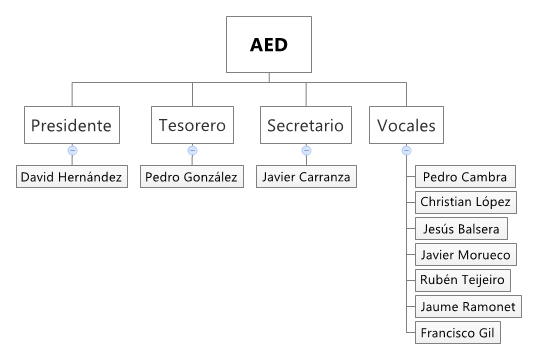 AED
Presidente
Tesorero
Secretario
Vocales
David Hernández
Pedro González
Javier Carranza
Pedro Cambra
Christian López
Jesús Balsera
Javier Morueco
Rubén Teijeiro
Jaume Ramonet
Francisco Gil